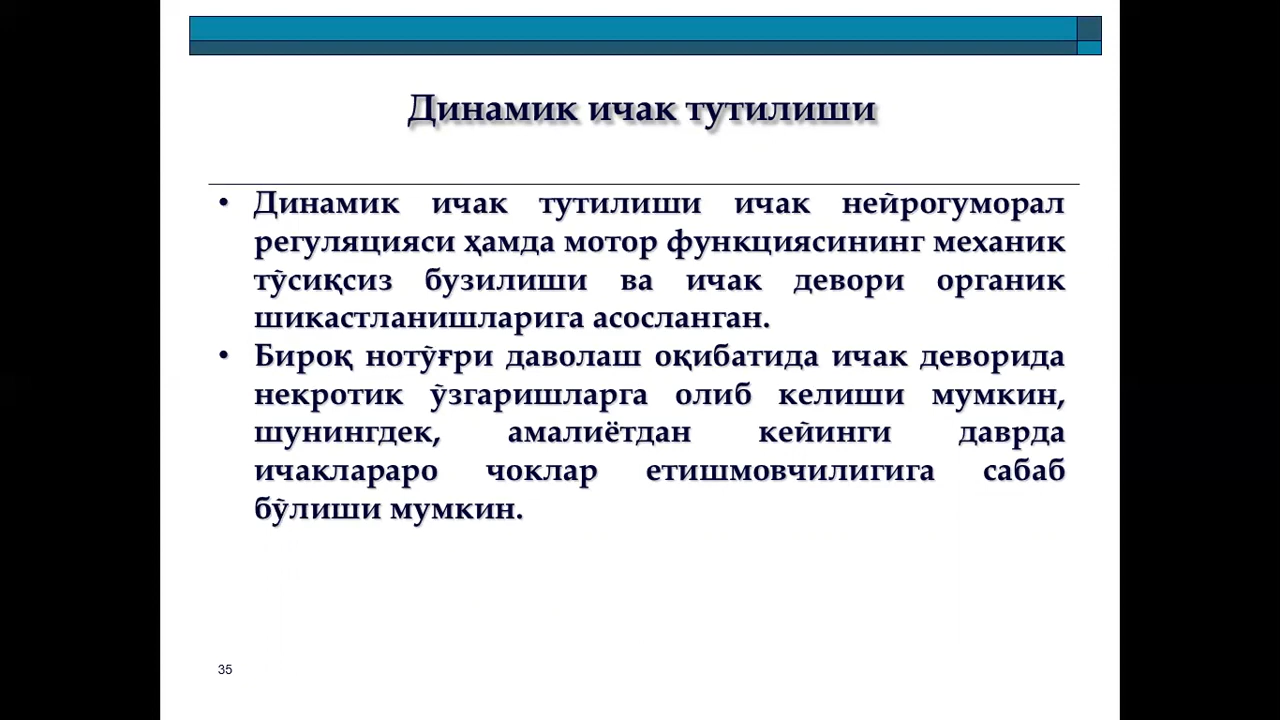 Динамик ичак тутилиши
• Динамик ичак тутилиши ичак нейрогуморал
регуляцияси ҳамда мотор функциясининг механик
тўсиқсиз бузилиши ва ичак девори органик
шикастланишларига асосланган.
• Бироқ нотўғри даволаш оқибатида ичак деворида
некротик ўзгаришларга олиб келиши мумкин,
шунингдек, амалиётдан кейинги даврда
ичаклараро чоклар етишмовчилигига сабаб
бўлиши мумкин.
35